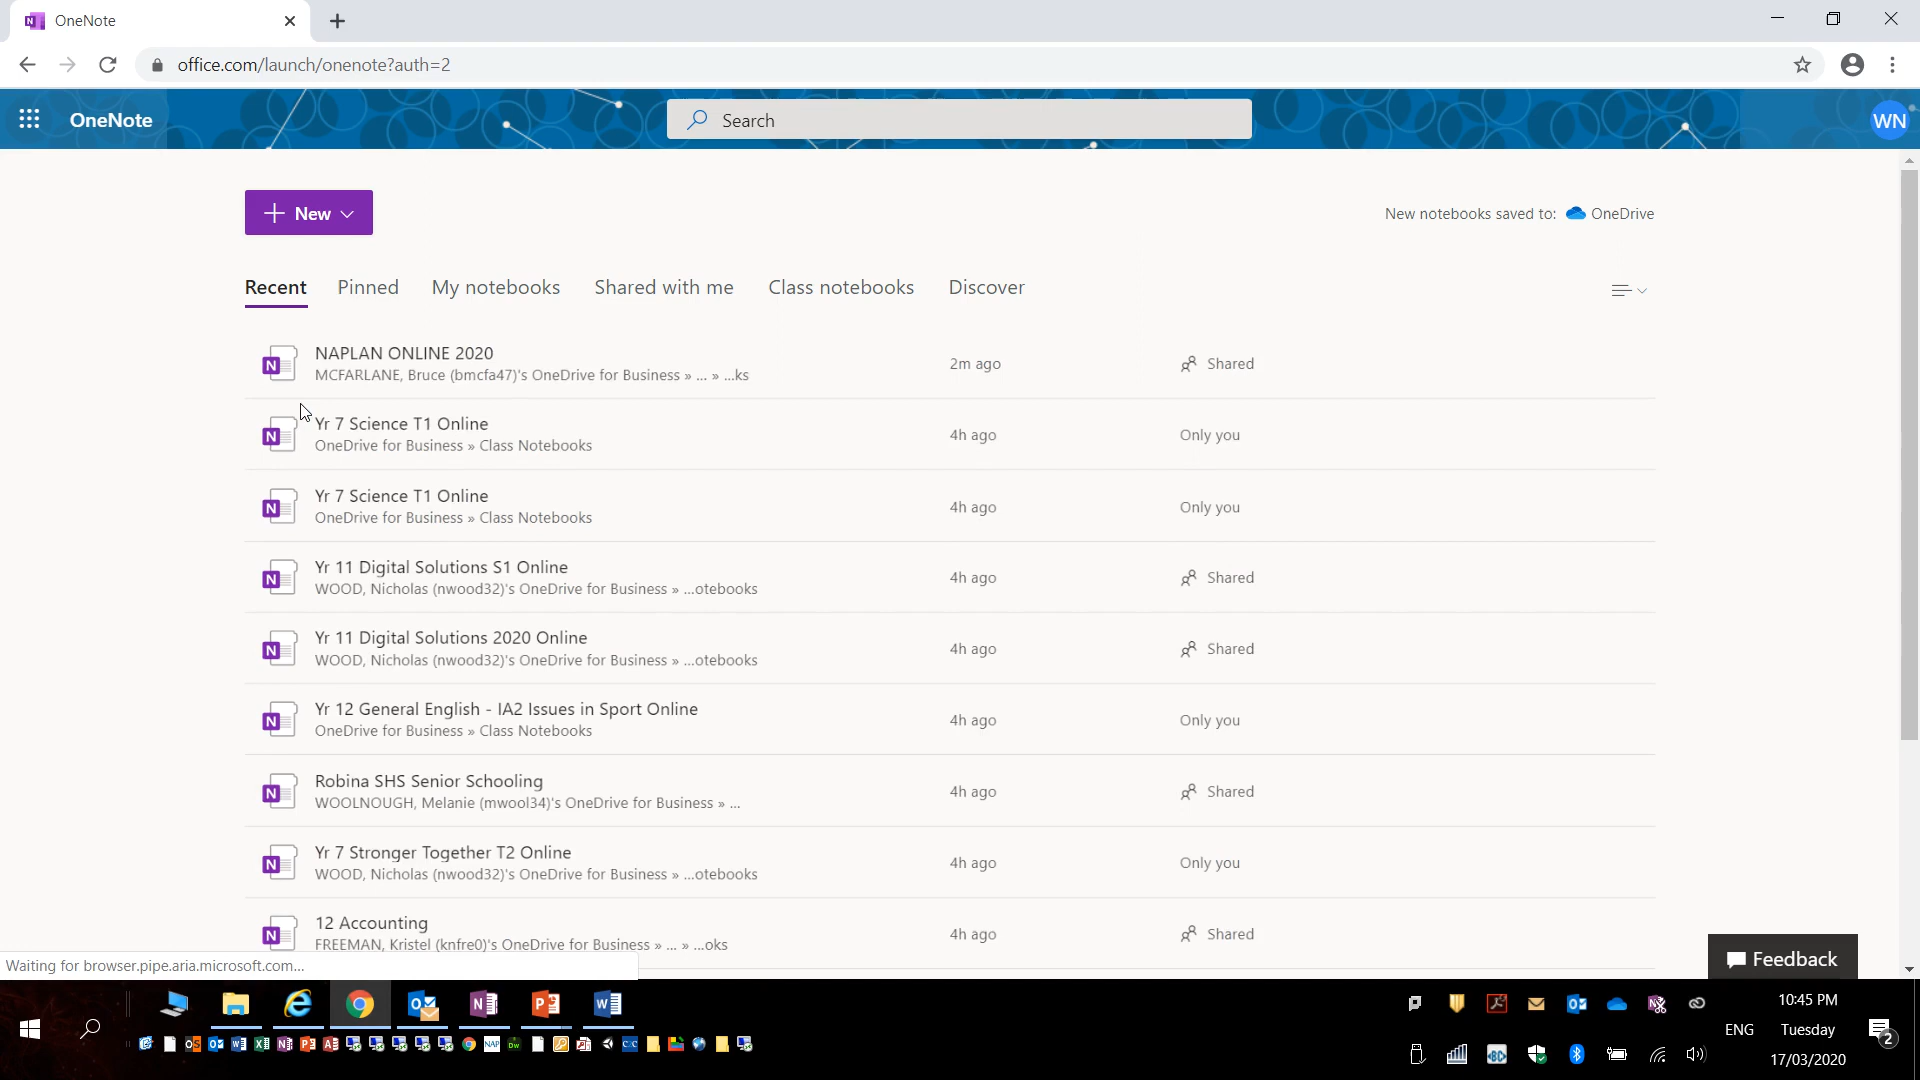 OneNote
office.com/launch/onenote?auth=2
OneNote
Search
WN
New
New notebooks saved to: OneDrive
Recent Pinned My notebooks Shared with me Class notebooks Discover
NAPLAN ONLINE 2020
2m ago Shared
MCFARLANE, Bruce (bmcfa47)'s OneDrive for Business » ... » ...ks
Yr 7 Science T1 Online
4h ago Only you
OneDrive for Business » Class Notebooks
Yr 7 Science T1 Online
4h ago Only you
OneDrive for Business » Class Notebooks
Yr 11 Digital Solutions S1 Online
4h ago Shared
WOOD, Nicholas (nwood32)'s OneDrive for Business » ...otebooks
Yr 11 Digital Solutions 2020 Online
4h ago Shared
WOOD, Nicholas (nwood32)'s OneDrive for Business » ...otebooks
Yr 12 General English - IA2 Issues in Sport Online
4h ago Only you
OneDrive for Business » Class Notebooks
Robina SHS Senior Schooling
4h ago Shared
WOOLNOUGH, Melanie (mwool34)'s OneDrive for Business » ...
Yr 7 Stronger Together T2 Online
4h ago Only you
WOOD, Nicholas (nwood32)'s OneDrive for Business » ...otebooks
12 Accounting
4h ago Shared
FREEMAN, Kristel (knfre0)'s OneDrive for Business » ... » ...oks
Feedback
Waiting for browser.pipe.aria.microsoft.com...
10:45 PM
ENG Tuesday
17/03/2020
2